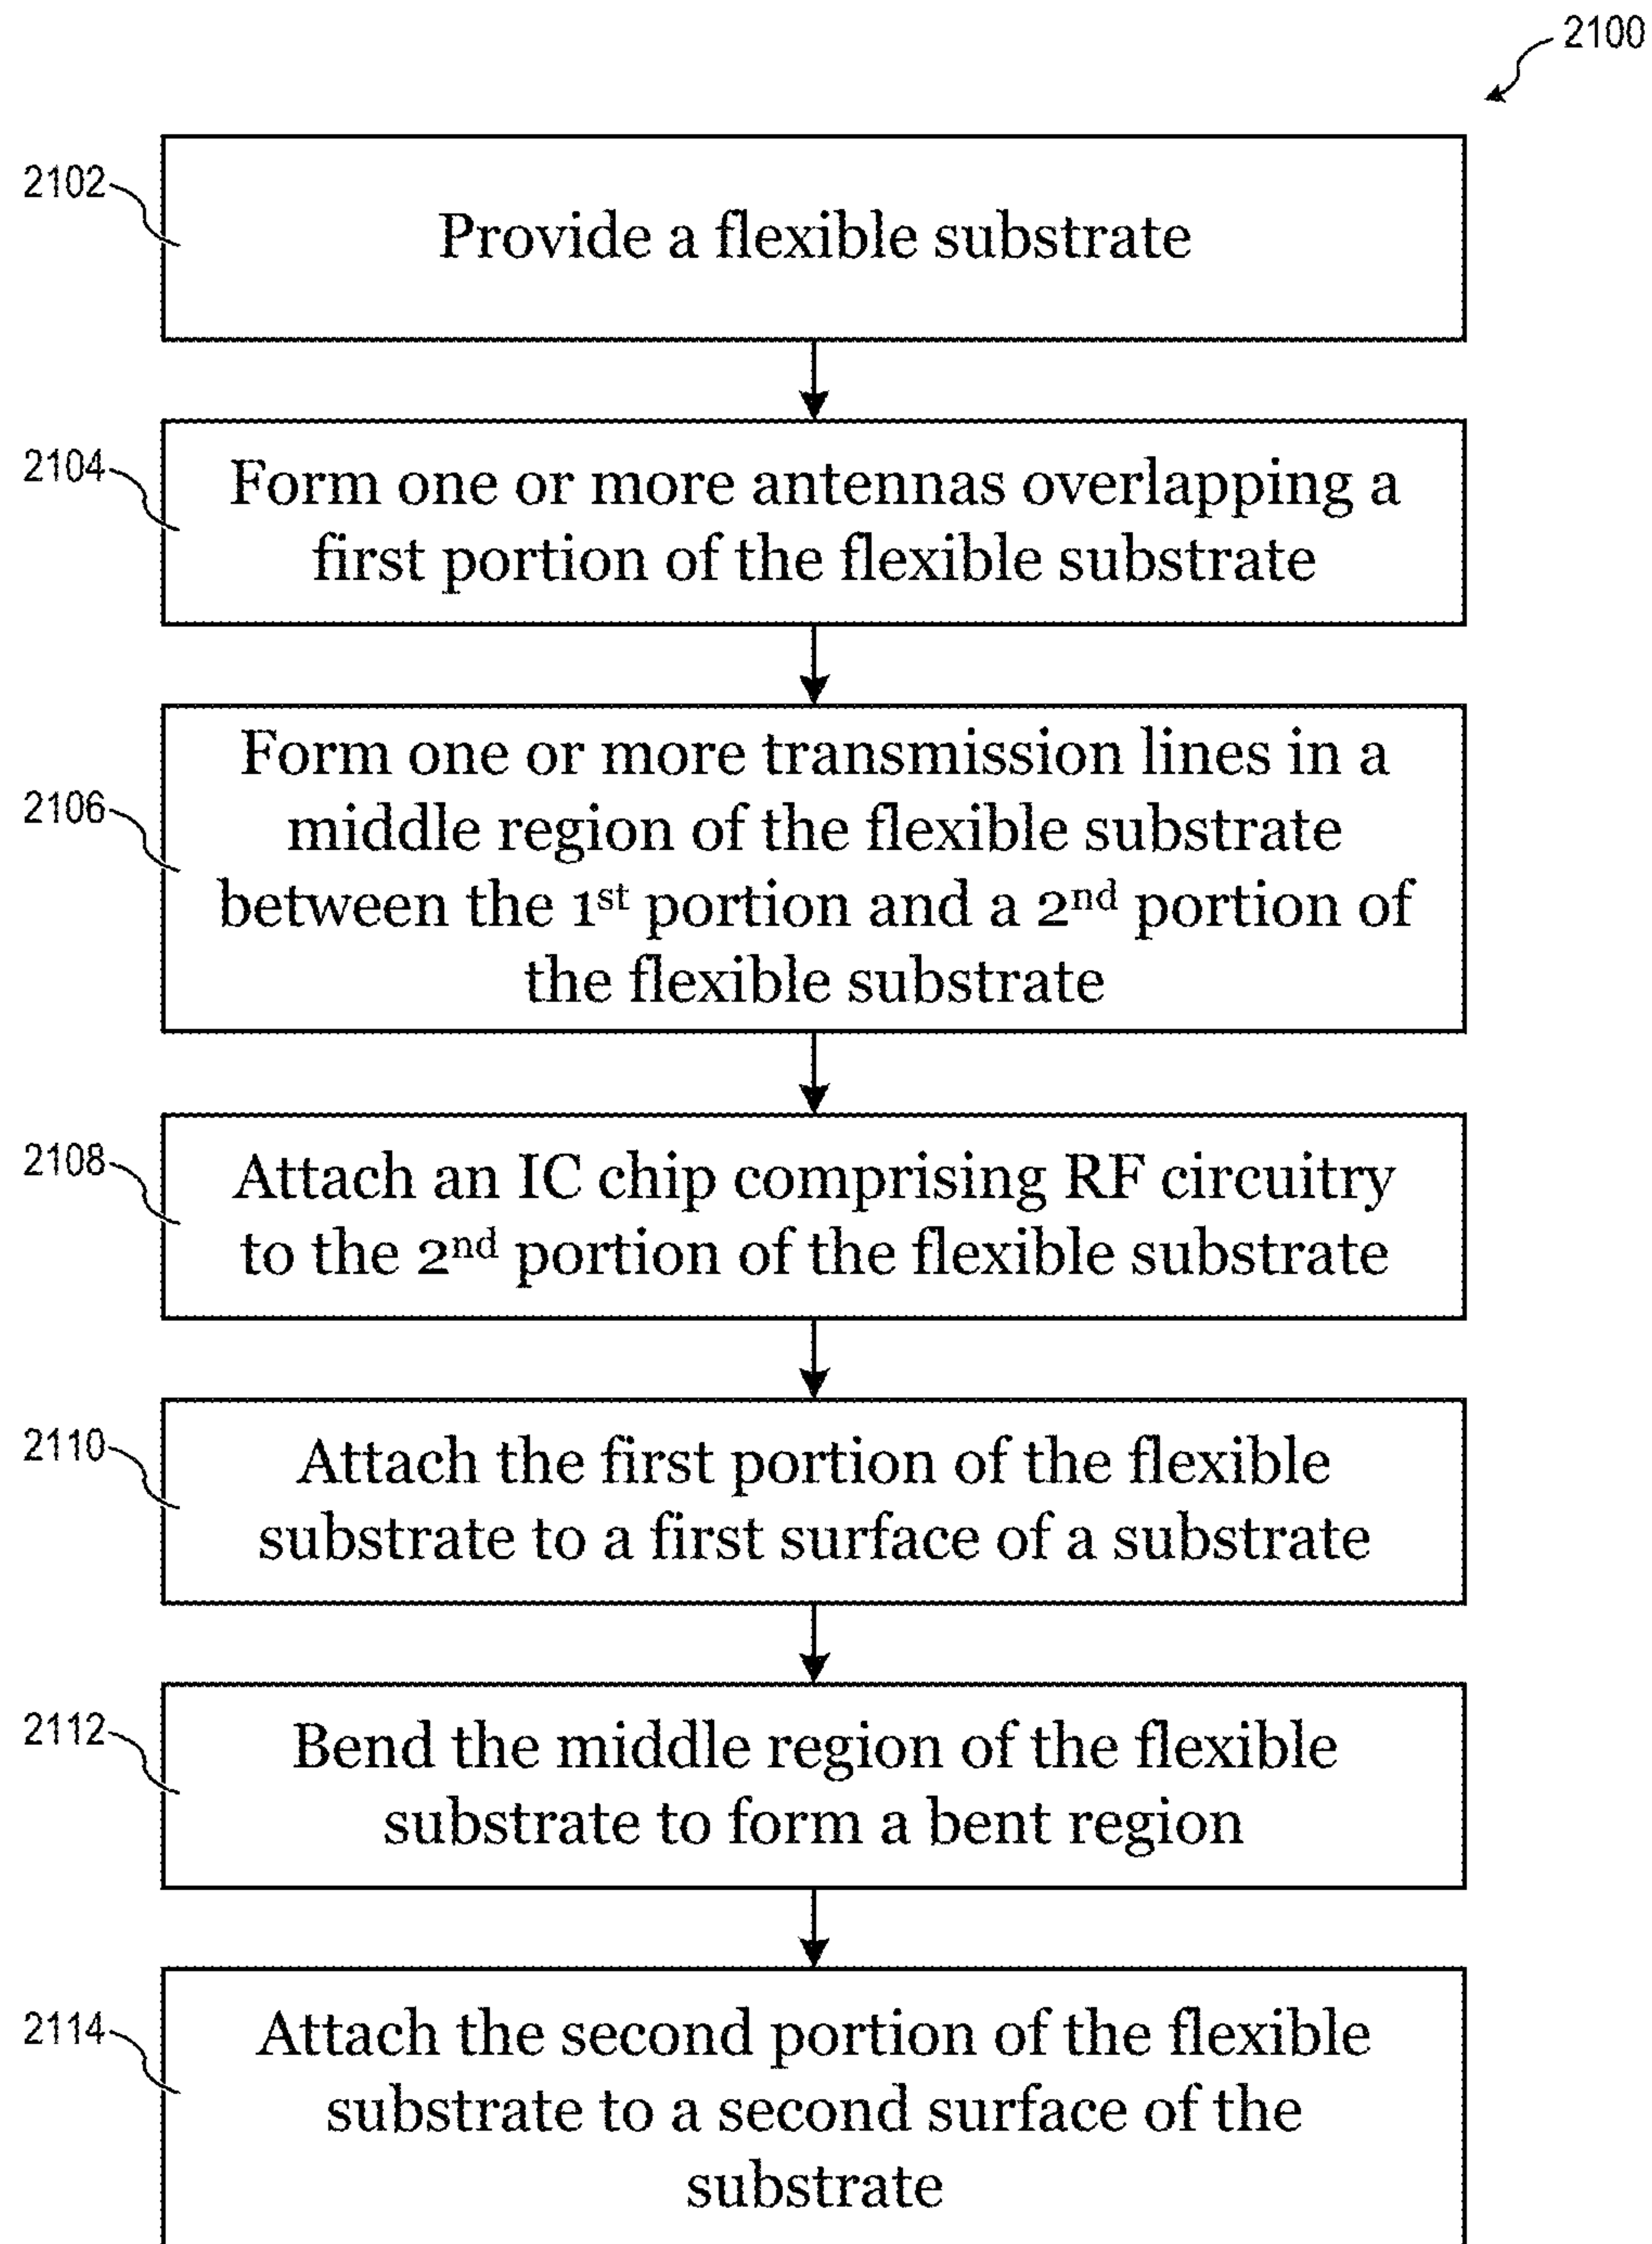 2100
2102
Provide a flexible substrate
2104
Form one or more antennas overlapping a
first portion of the flexible substrate
2106
Form one or more transmission lines in a
middle region of the flexible substrate
between the 1st portion and a 2nd portion of
the flexible substrate
2108
Attach an IC chip comprising RF circuitry
to the 2nd portion of the flexible substrate
2110
Attach the first portion of the flexible
substrate to a first surface of a substrate
2112
Bend the middle region of the flexible
substrate to form a bent region
2114
Attach the second portion of the flexible
substrate to a second surface of the
substrate